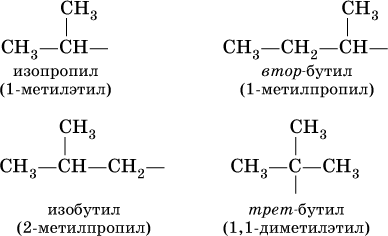 CH₃ CH₃
CH₃—CH— CH₃—CH₂—CH—
изопропил втор-бутил
(1-метилэтил) (1-метилпропил)
CH₃ CH₃
CH₃—CH—CH₂— CH₃—C—CH₃
изобутил трет-бутил
(2-метилпропил) (1,1-диметилэтил)